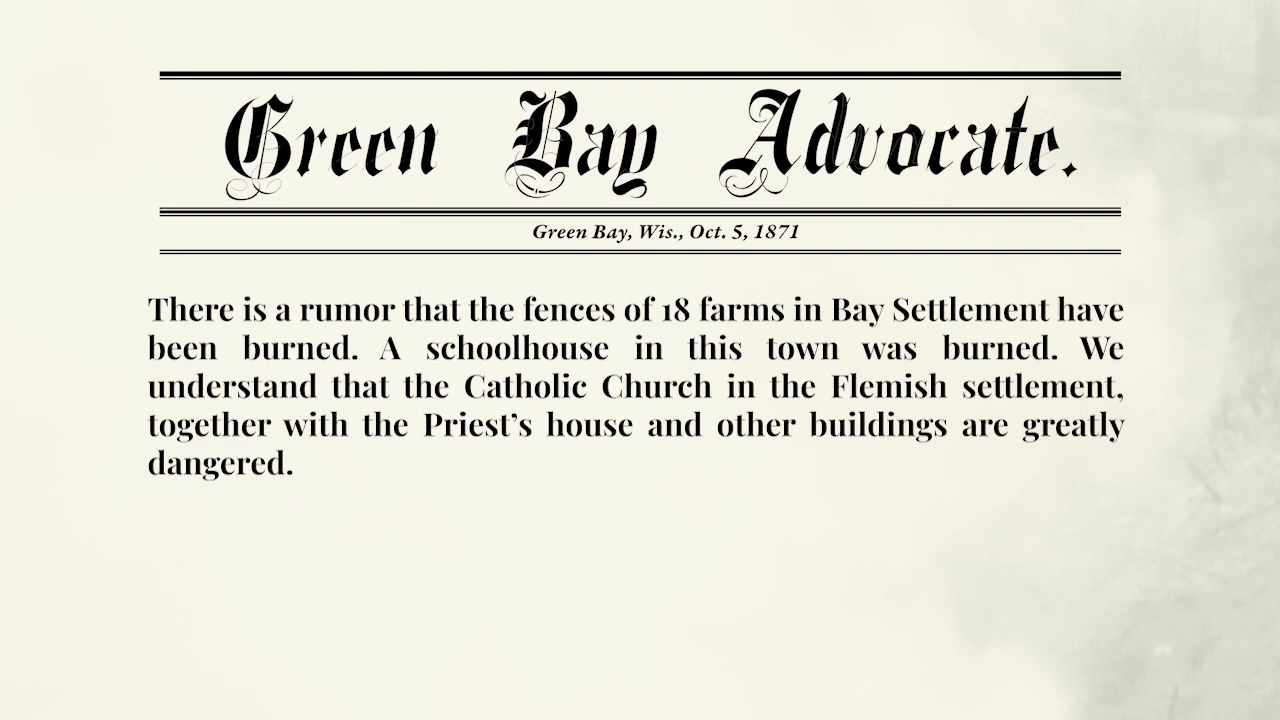 Green Bay Advocate.
Green Bay, Wis., Oct. 5, 1871
There is a rumor that the fences of 18 farms in Bay Settlement have
been burned. A schoolhouse in this town was burned. We
understand that the Catholic Church in the Flemish settlement,
together with the Priest’s house and other buildings are greatly
dangered.